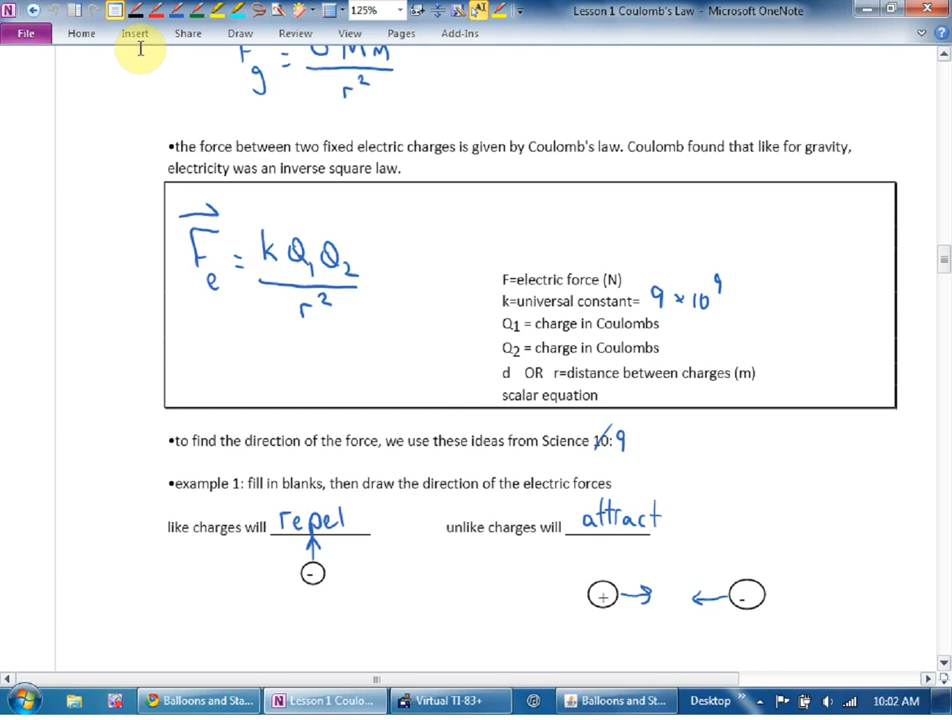 125%
Lesson 1 Coulomb's Law - Microsoft OneNote
File Home Insert Share Draw Review View Pages Add-Ins
F g = G M m / r²
•the force between two fixed electric charges is given by Coulomb's law. Coulomb found that like for gravity,
electricity was an inverse square law.
F e = k Q1 Q2 / r²
F=electric force (N)
k=universal constant= 9 × 10⁹
Q1 = charge in Coulombs
Q2 = charge in Coulombs
d OR r=distance between charges (m)
scalar equation
•to find the direction of the force, we use these ideas from Science 10: 9
•example 1: fill in blanks, then draw the direction of the electric forces
like charges will repel unlike charges will attract
-
+ -
Balloons and Sta... Lesson 1 Coulo... Virtual TI-83+ Balloons and St... Desktop 10:02 AM